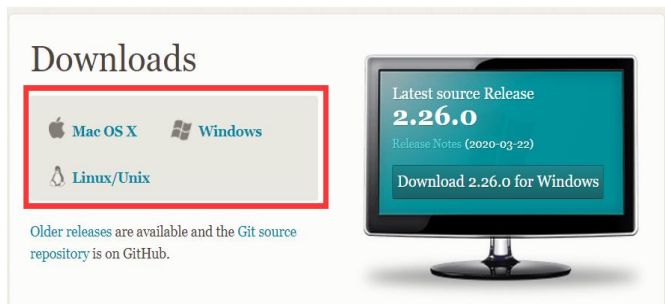 Downloads
Mac OS X
Windows
Linux/Unix
Older releases are available and the Git source
repository is on GitHub.
Latest source Release
2.26.0
Release Notes (2020-03-22)
Download 2.26.0 for Windows